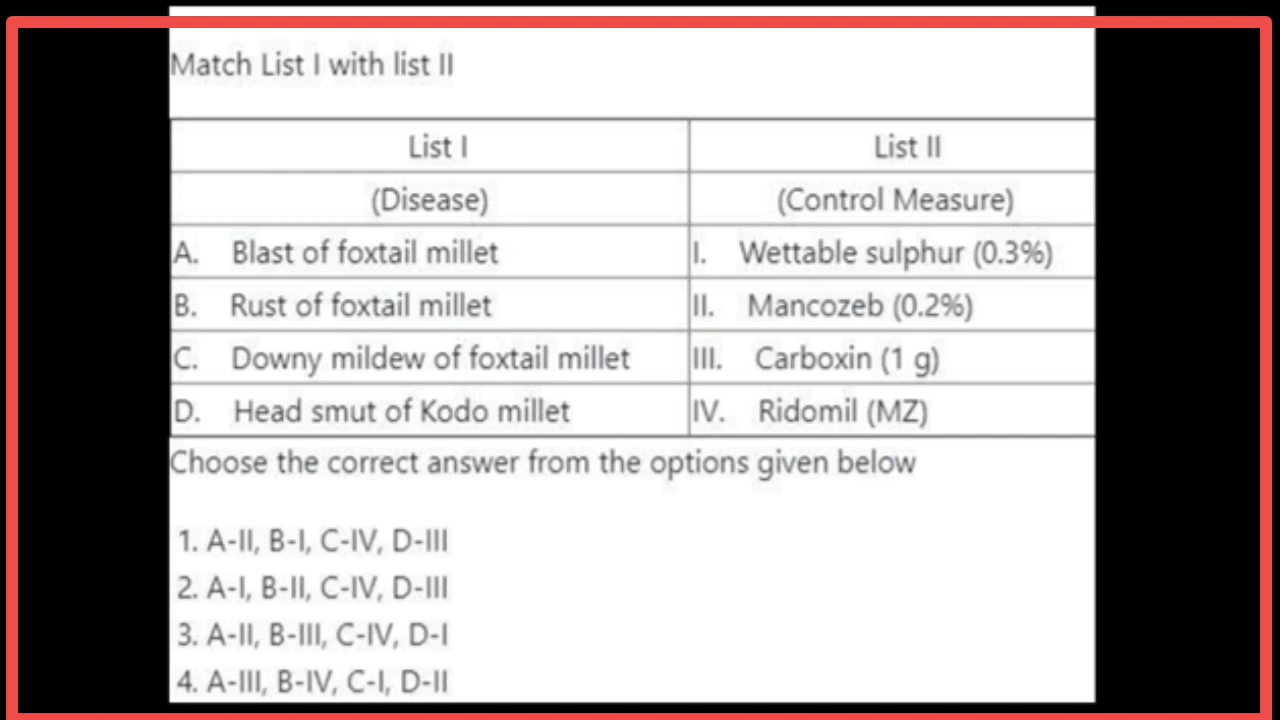 Match List I with list II
List I List II
(Disease) (Control Measure)
A. Blast of foxtail millet I. Wettable sulphur (0.3%)
B. Rust of foxtail millet II. Mancozeb (0.2%)
C. Downy mildew of foxtail millet III. Carboxin (1 g)
D. Head smut of Kodo millet IV. Ridomil (MZ)
Choose the correct answer from the options given below
1. A-II, B-I, C-IV, D-III
2. A-I, B-II, C-IV, D-III
3. A-II, B-III, C-IV, D-I
4. A-III, B-IV, C-I, D-II